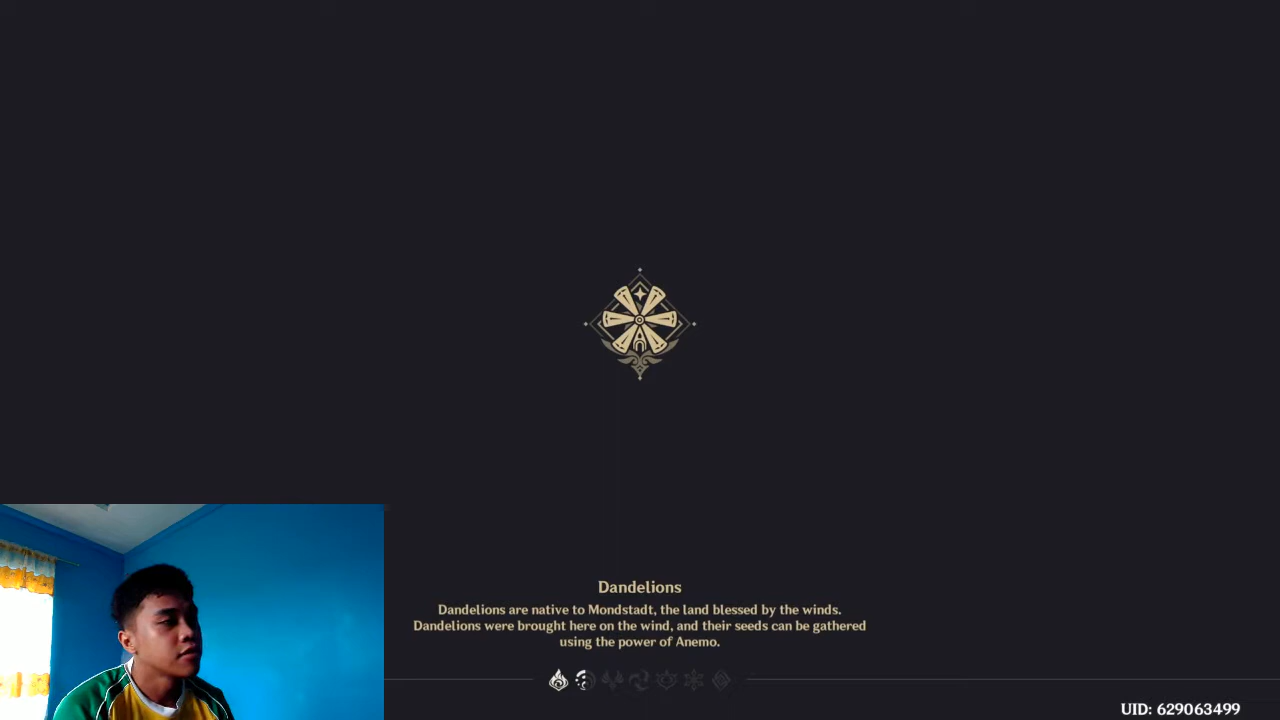 Dandelions
Dandelions are native to Mondstadt, the land blessed by the winds.
Dandelions were brought here on the wind, and their seeds can be gathered
using the power of Anemo.
UID: 629063499